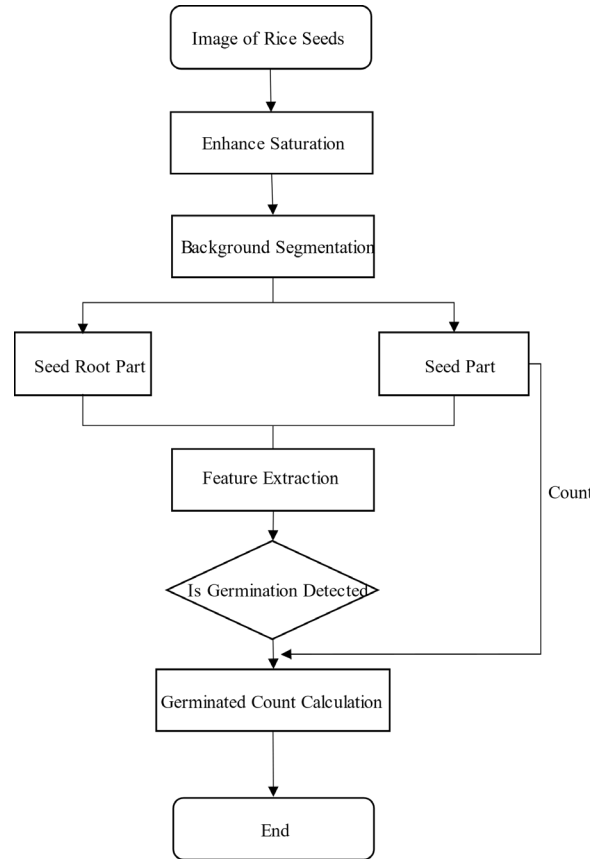 Image of Rice Seeds
Enhance Saturation
Background Segmentation
Seed Root Part
Seed Part
Feature Extraction
Count
Is Germination Detected
Germinated Count Calculation
End